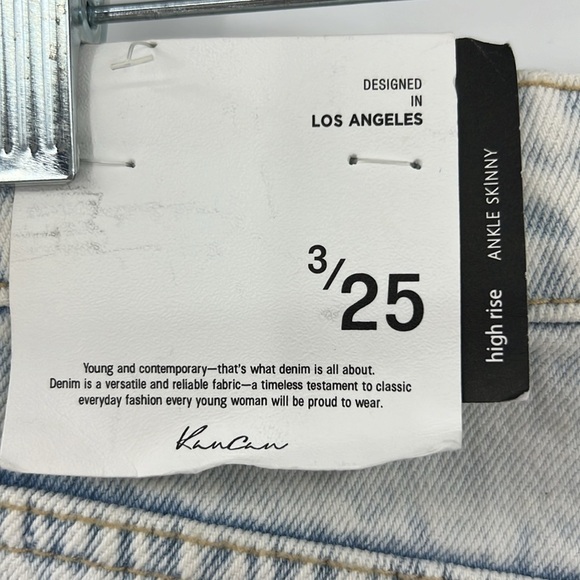 DESIGNED
IN
LOS ANGELES
3/25
Young and contemporary—that's what denim is all about.
Denim is a versatile and reliable fabric—a timeless testament to classic
everyday fashion every young woman will be proud to wear.
KanCan
high rise ANKLE SKINNY